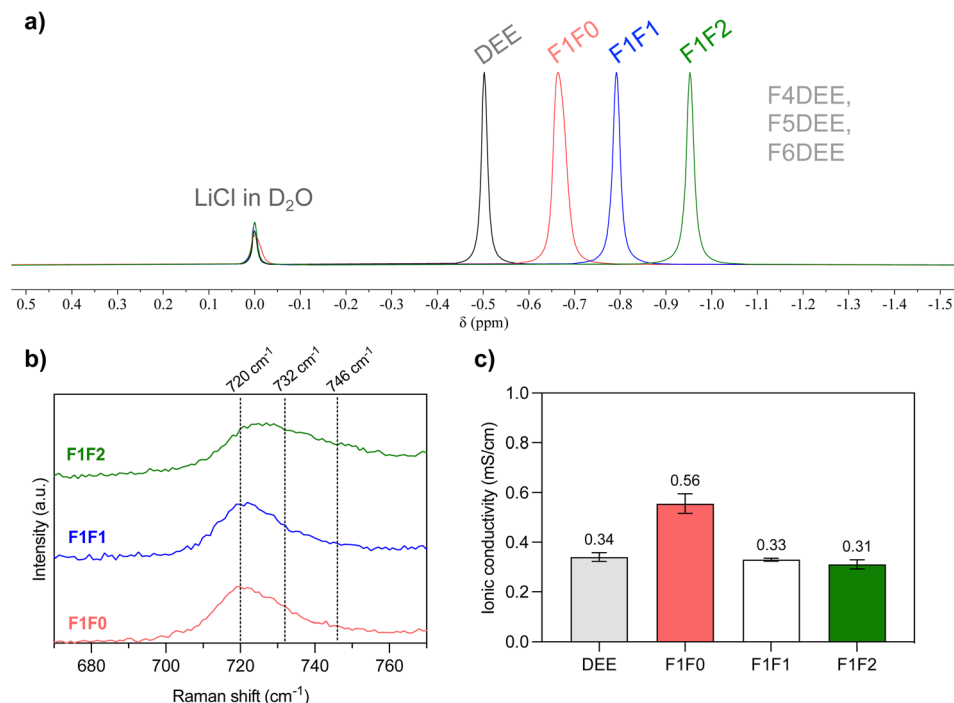 a)
DEE
F1F0
F1F1
F1F2
F4DEE,
F5DEE,
F6DEE
LiCl in D₂O
0.5 0.4 0.3 0.2 0.1 0.0 -0.1 -0.2 -0.3 -0.4 -0.5 -0.6 -0.7 -0.8 -0.9 -1.0 -1.1 -1.2 -1.3 -1.4 -1.5
δ (ppm)
b)
720 cm⁻¹
732 cm⁻¹
746 cm⁻¹
F1F2
F1F1
F1F0
Intensity (a.u.)
680 700 720 740 760
Raman shift (cm⁻¹)
c)
Ionic conductivity (mS/cm)
1.0
0.8
0.6
0.4
0.2
0.0
0.34
0.56
0.33
0.31
DEE F1F0 F1F1 F1F2